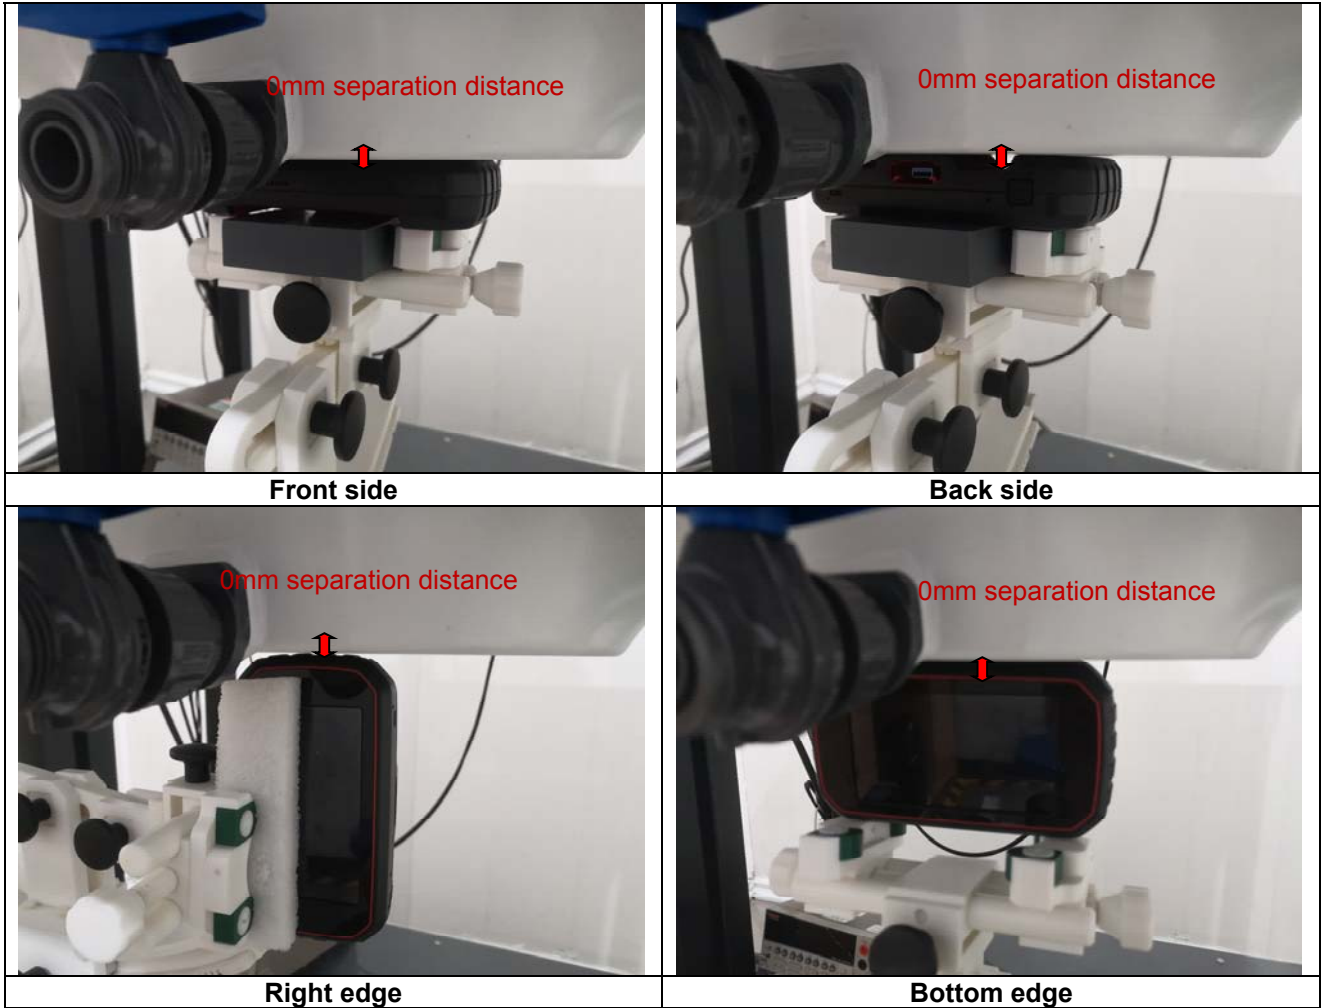 0mm separation distance
0mm separation distance
Front side
Back side
0mm separation distance
0mm separation distance
Right edge
Bottom edge